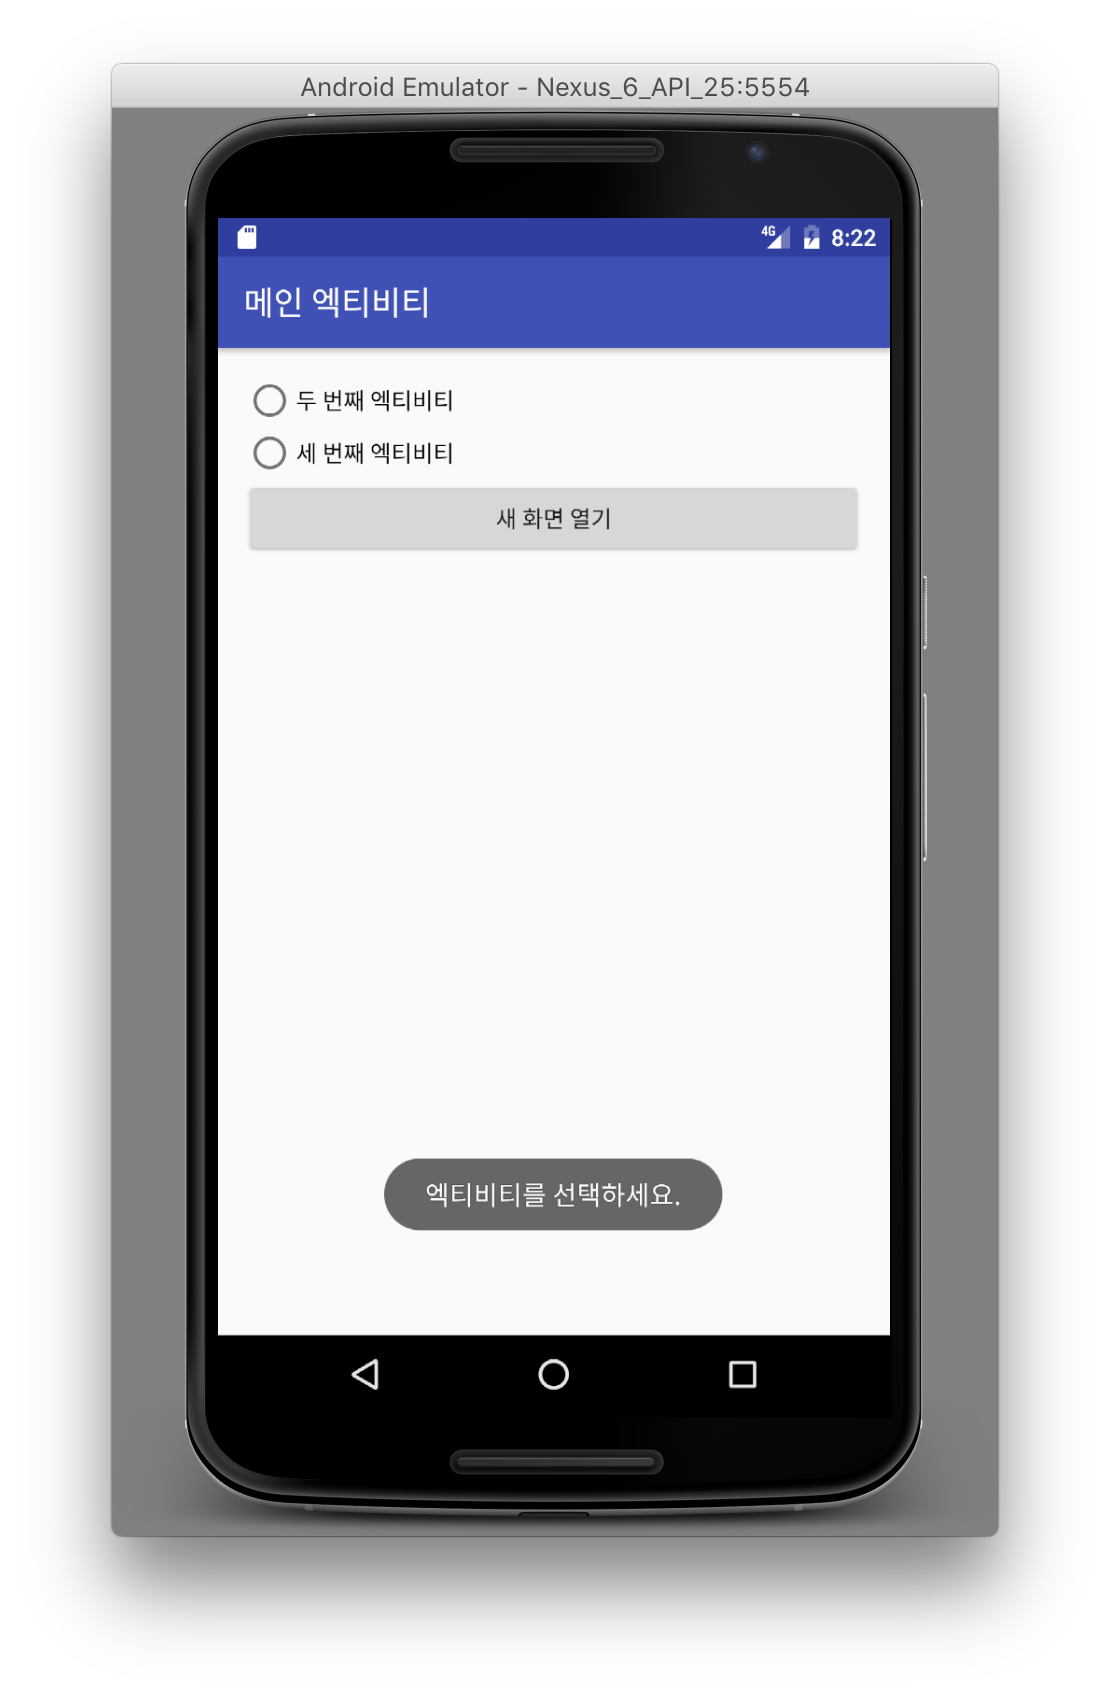 Android Emulator - Nexus_6_API_25:5554
4G 8:22
메인 엑티비티
두 번째 엑티비티
세 번째 엑티비티
새 화면 열기
엑티비티를 선택하세요.